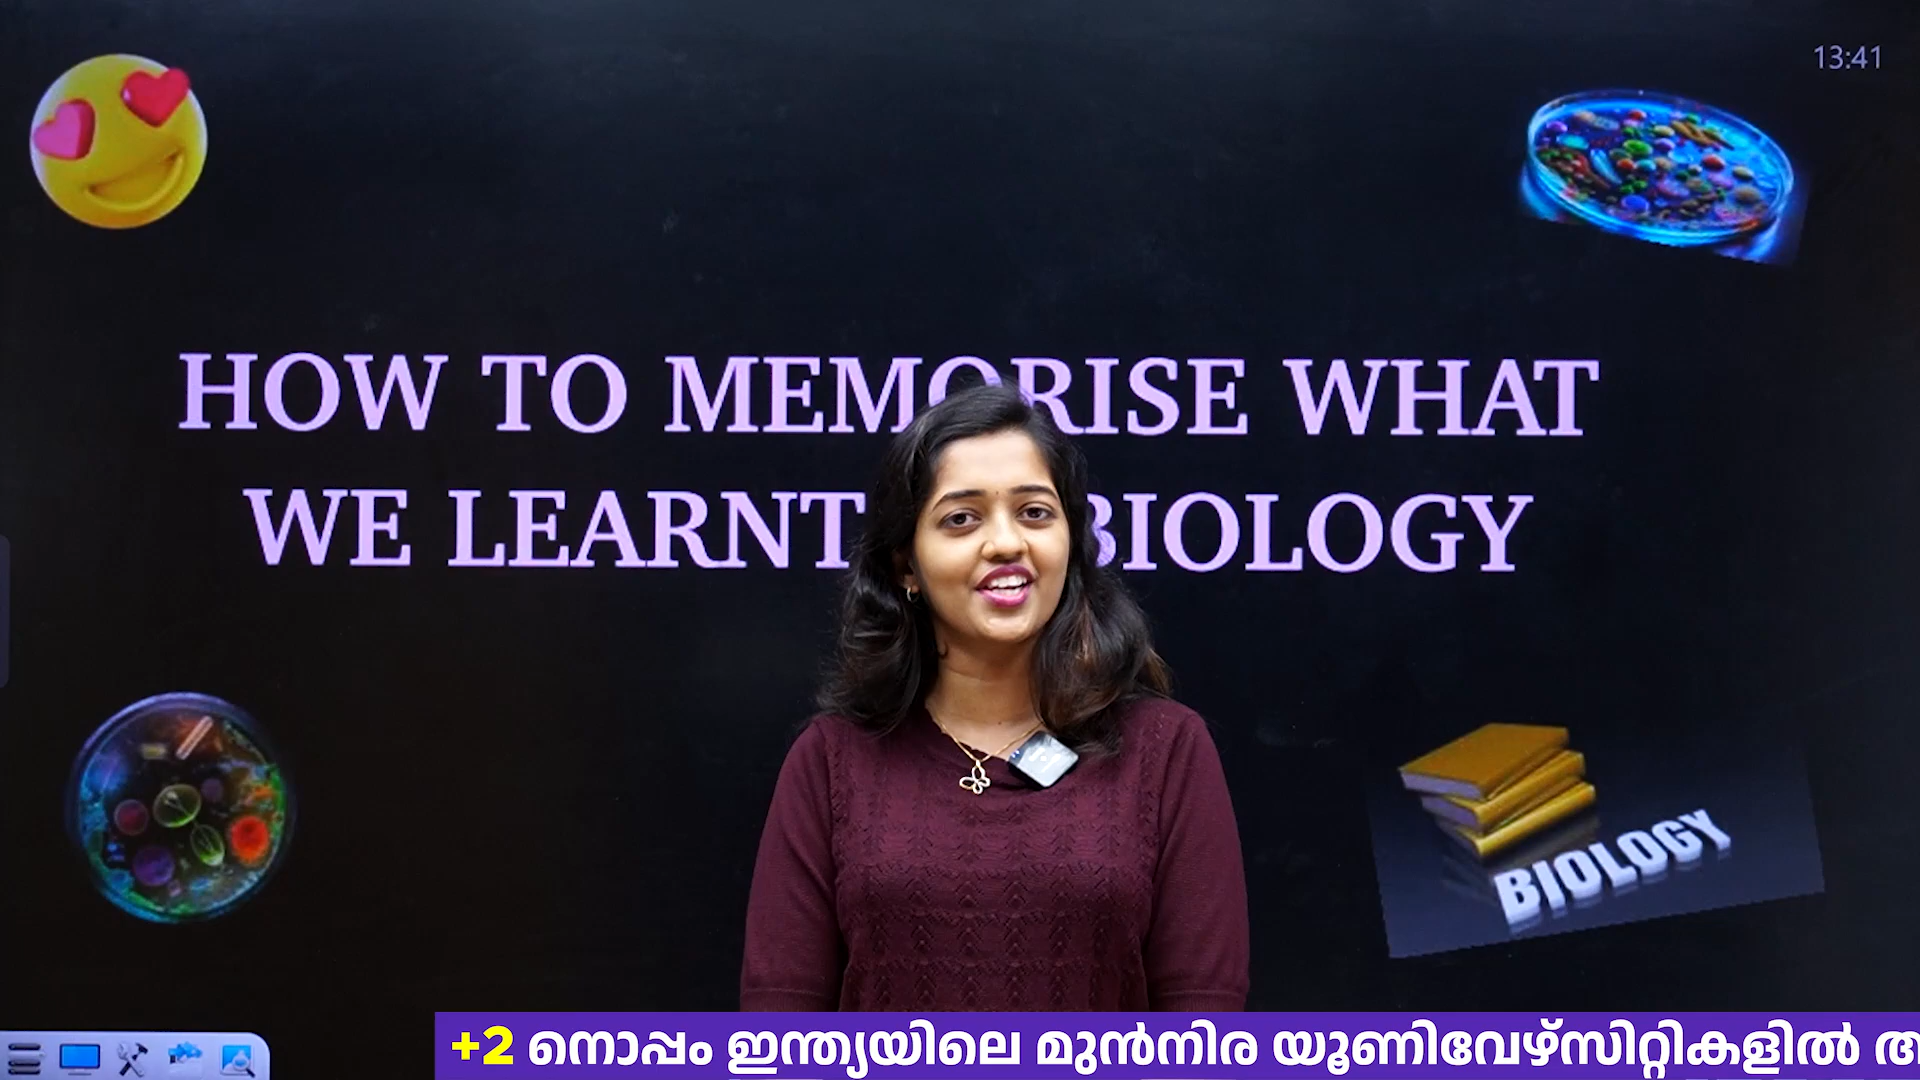 13:41
HOW TO MEMORISE WHAT
WE LEARNT BIOLOGY
BIOLOGY
+2 നൊപ്പം ഇന്ത്യയിലെ മുൻനിര യൂണിവേഴ്സിറ്റികളിൽ